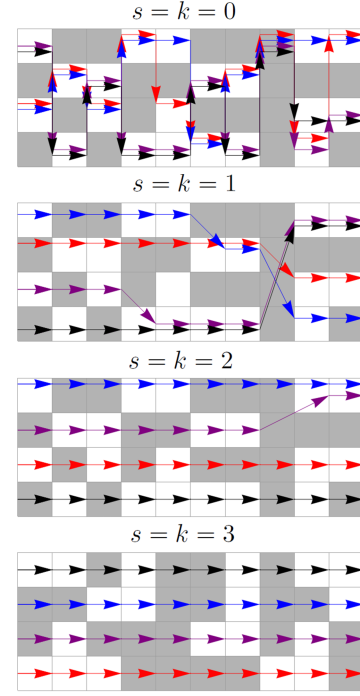 s = k = 0
s = k = 1
s = k = 2
s = k = 3